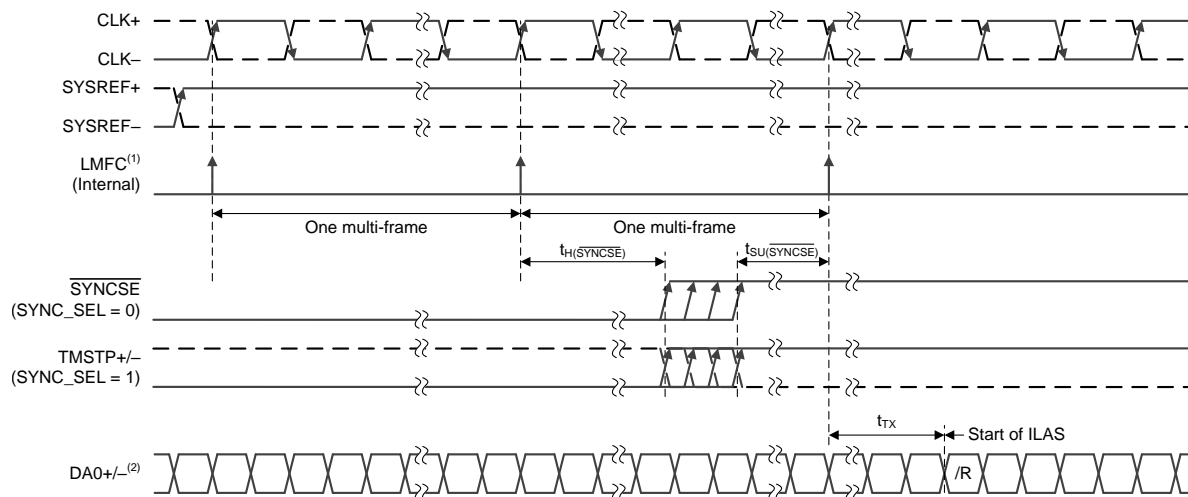 CLK+
CLK–
SYSREF+
SYSREF–
LMFC(1)
(Internal)
One multi-frame
One multi-frame
tH(SYNCSE)
tSU(SYNCSE)
SYNCSE
(SYNC_SEL = 0)
TMSTP+/–
(SYNC_SEL = 1)
tTX
Start of ILAS
DA0+/–(2)
/R